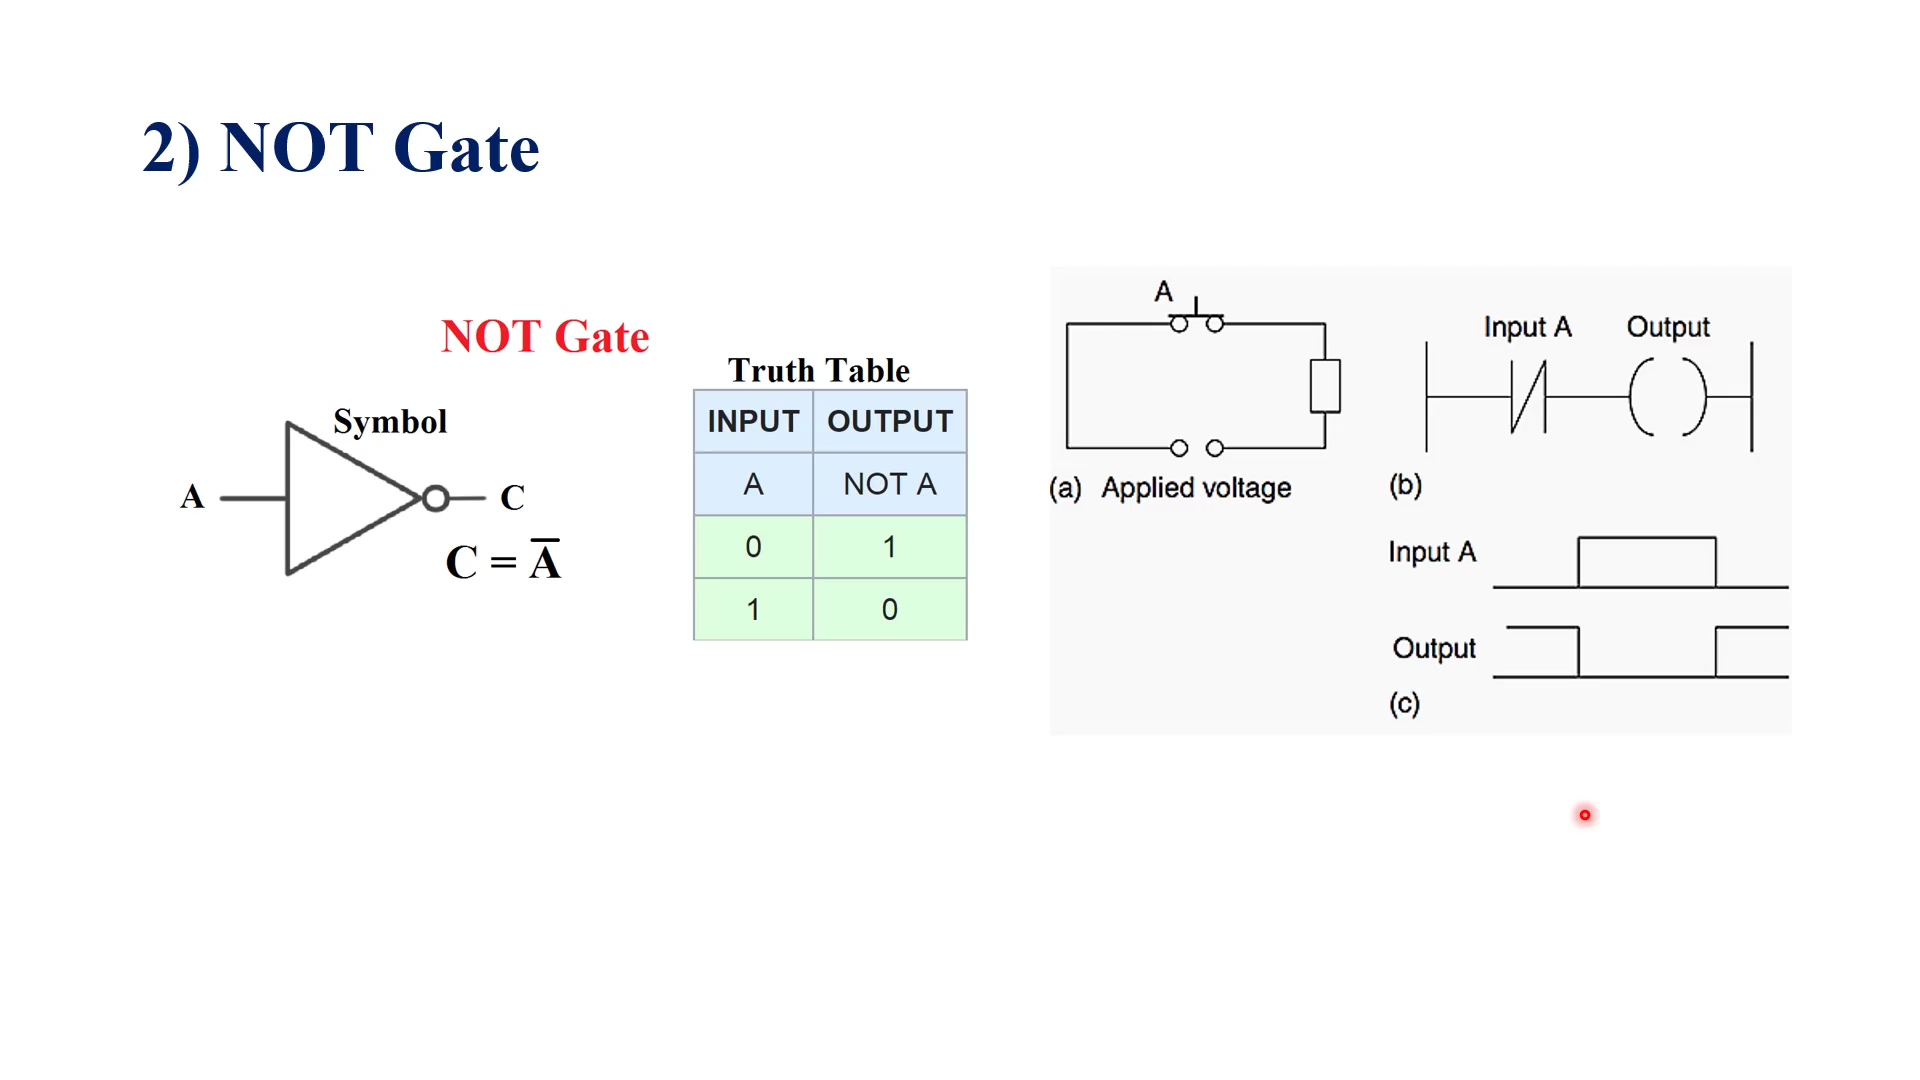 2) NOT Gate
NOT Gate
Symbol
A
C
C = A̅
Truth Table
INPUT OUTPUT
A NOT A
0 1
1 0
A
(a) Applied voltage
Input A Output
(b)
Input A
Output
(c)